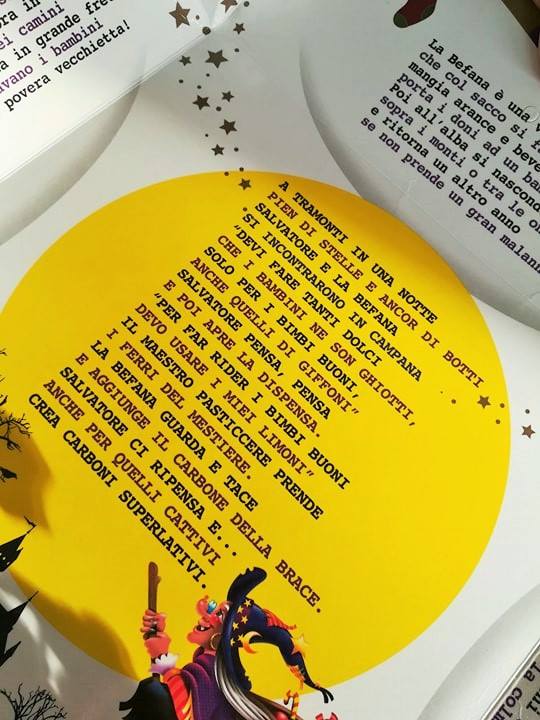 in
camini
in grande
i bambini
povera vecchietta!
La Befana è una
che col sacco si
mangia arance e
porta i doni ad un
Poi all'alba si
sopra i monti o tra le
e ritorna un altro anno
se non prende un gran
A TRAMONTI IN UNA NOTTE
PIEN DI STELLE E ANCOR DI BOTTI
SALVATORE E LA BEFANA
SI INCONTRARONO IN CAMPANA
"DEVI FARE TANTI DOLCI
CHE I BAMBINI NE SON GHIOTTI,
SOLO PER I BIMBI BUONI,
ANCHE QUELLI DI GIFFONI"
SALVATORE PENSA, PENSA
E POI APRE LA DISPENSA.
"PER FAR RIDER I BIMBI BUONI
DEVO USARE I MIEI LIMONI"
IL MAESTRO PASTICCERE PRENDE
I FERRI DEL MESTIERE.
LA BEFANA GUARDA E TACE
E AGGIUNGE IL CARBONE DELLA BRACE.
SALVATORE CI RIPENSA E...
ANCHE PER QUELLI CATTIVI
CREA CARBONI SUPERLATIVI.